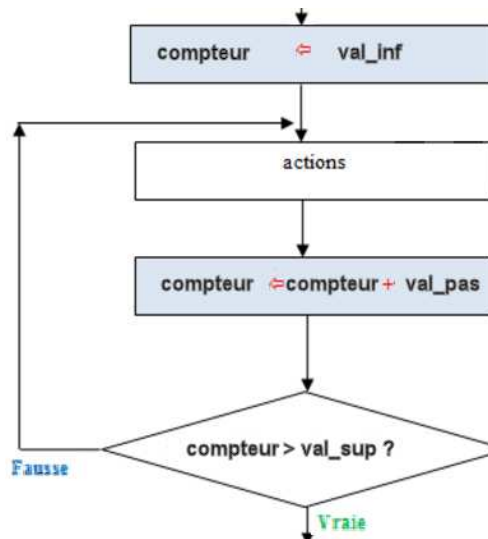 compteur ⇐ val_inf
actions
compteur ⇐compteur + val_pas
compteur > val_sup ?
Fausse
Vraie